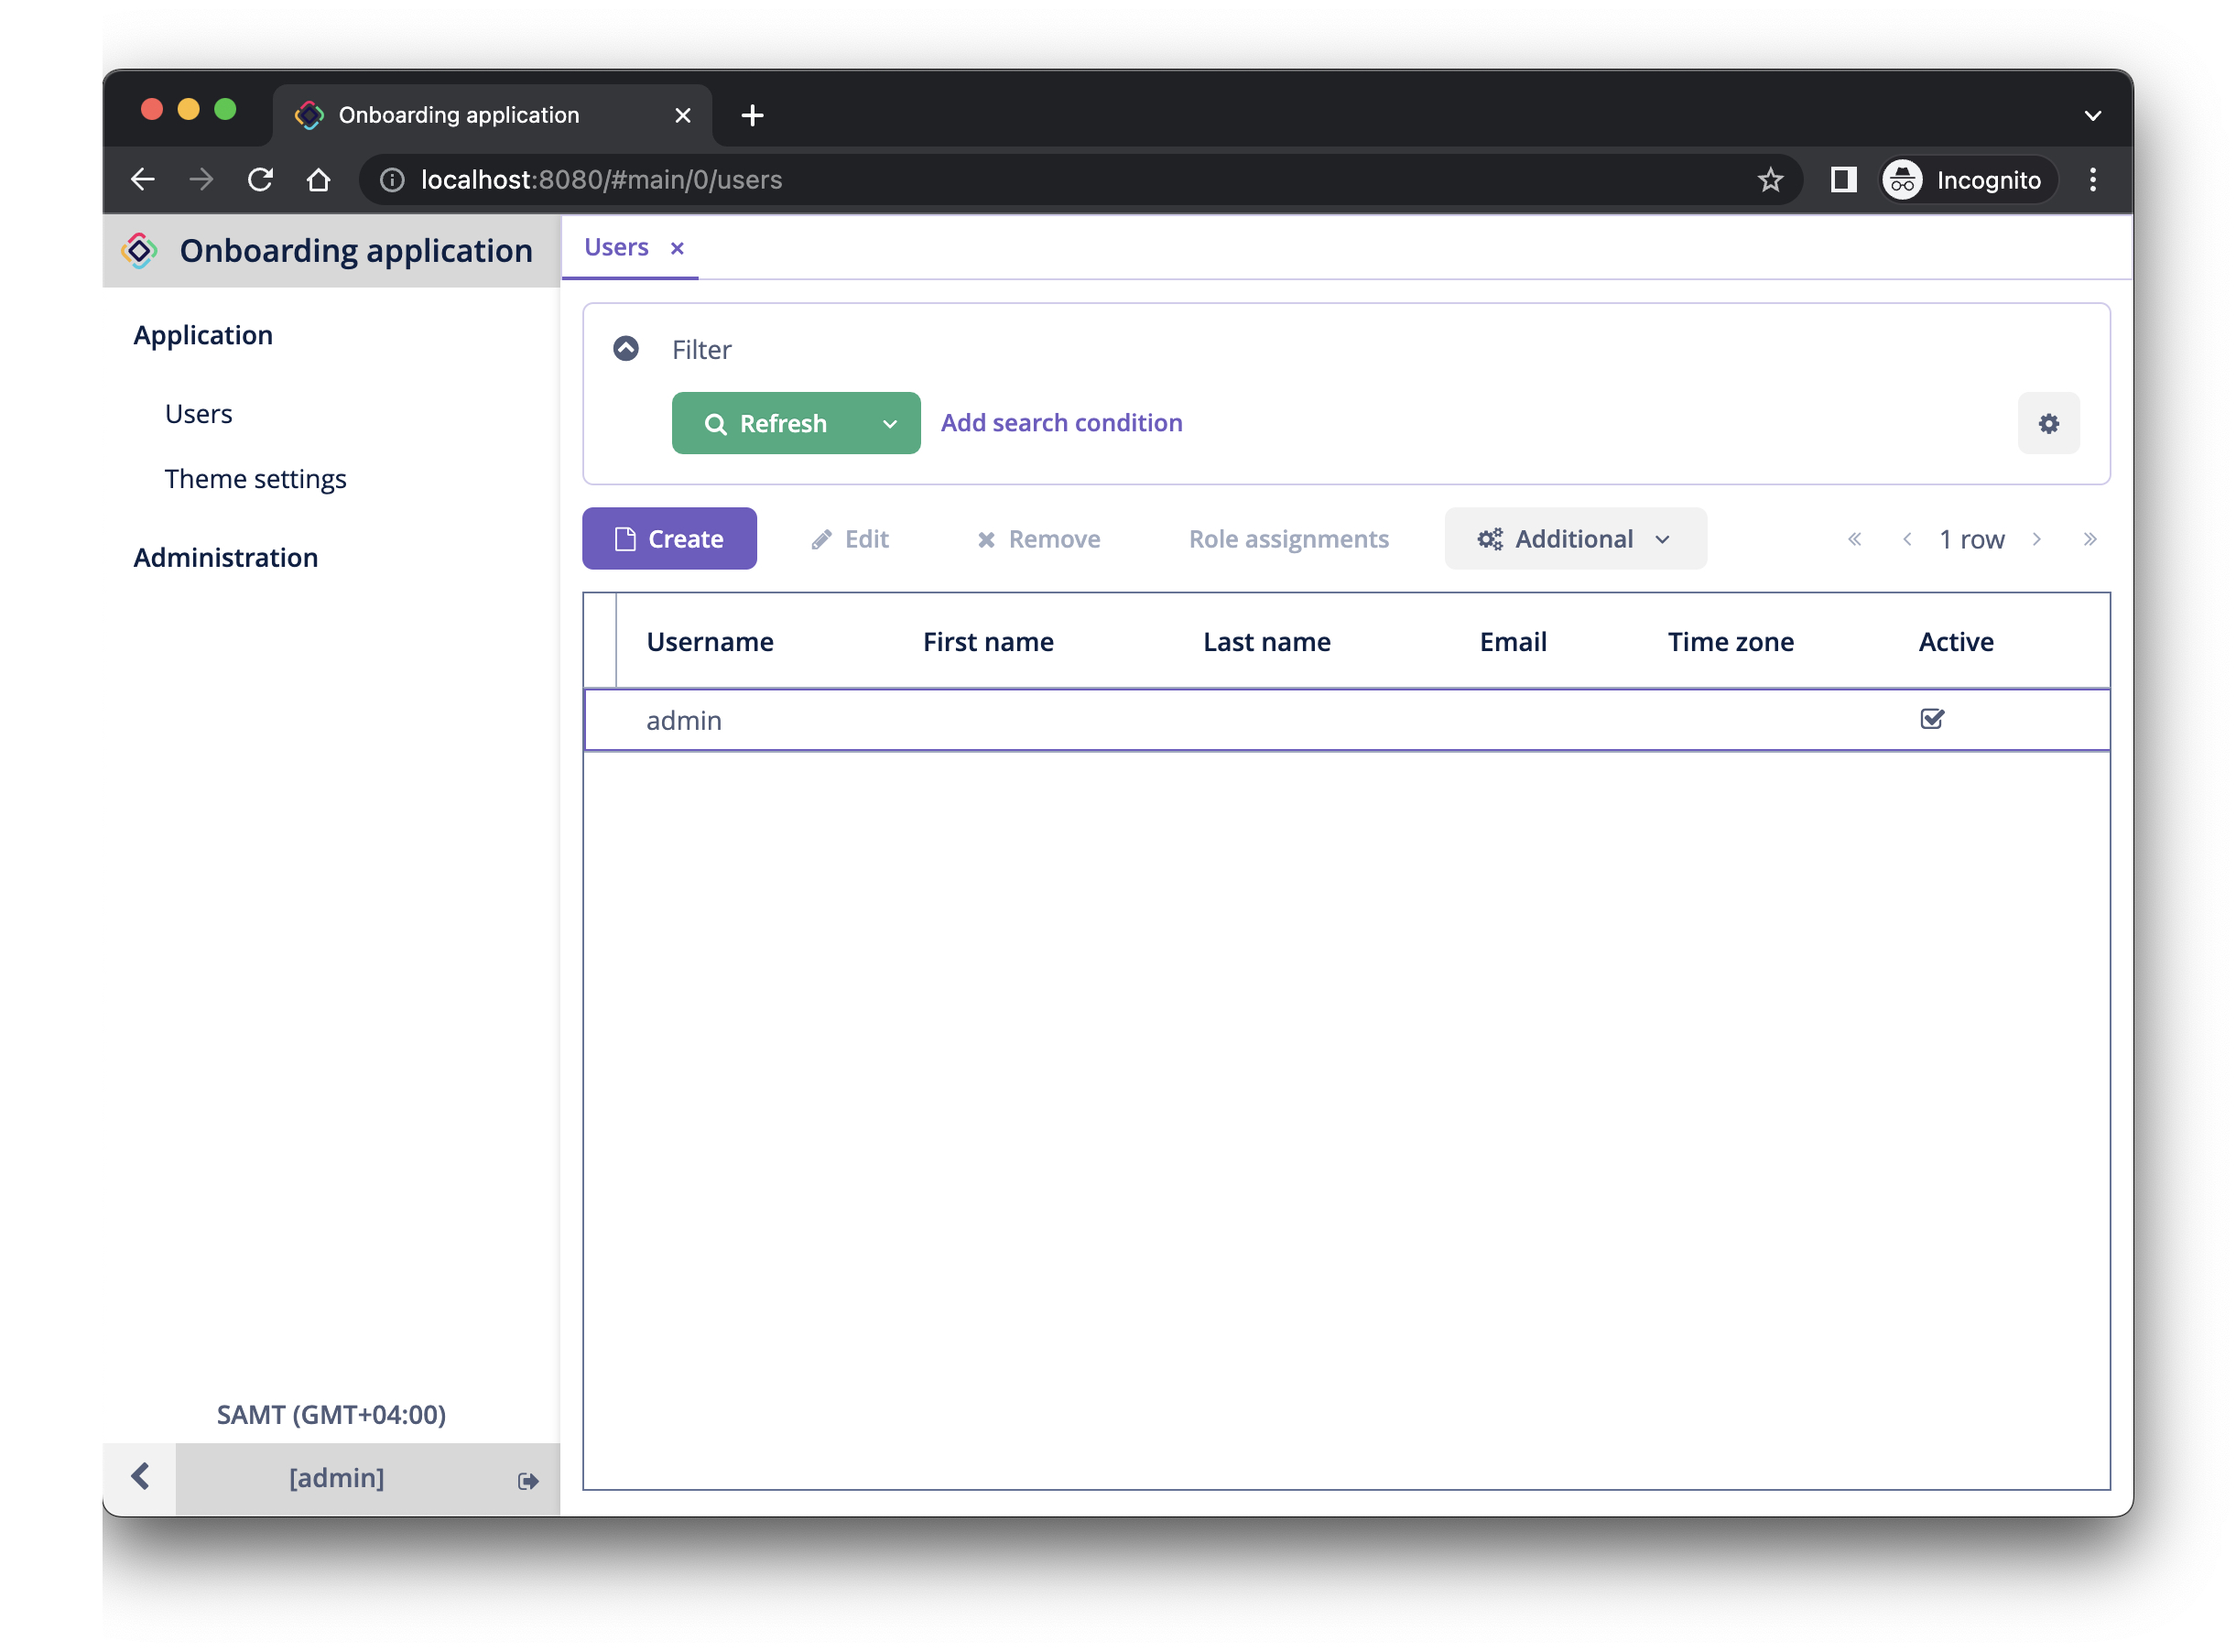 Onboarding application
localhost:8080/#main/0/users
Incognito
Onboarding application
Application
Users
Theme settings
Administration
SAMT (GMT+04:00)
[admin]
Users
Filter
Refresh
Add search condition
Create
Edit
Remove
Role assignments
Additional
1 row
Username First name Last name Email Time zone Active
admin